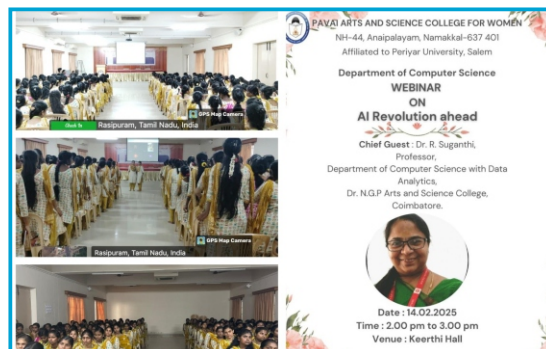 GPS Map Camera
Rasipuram, Tamil Nadu, India
GPS Map Camera
Rasipuram, Tamil Nadu, India
PAVAI ARTS AND SCIENCE COLLEGE FOR WOMEN
NH-44, Anaipalayam, Namakkal-637 401
Affiliated to Periyar University, Salem
Department of Computer Science
WEBINAR
ON
AI Revolution ahead
Chief Guest : Dr. R. Suganthi,
Professor,
Department of Computer Science with Data
Analytics,
Dr. N.G.P Arts and Science College,
Coimbatore.
Date : 14.02.2025
Time : 2.00 pm to 3.00 pm
Venue : Keerthi Hall